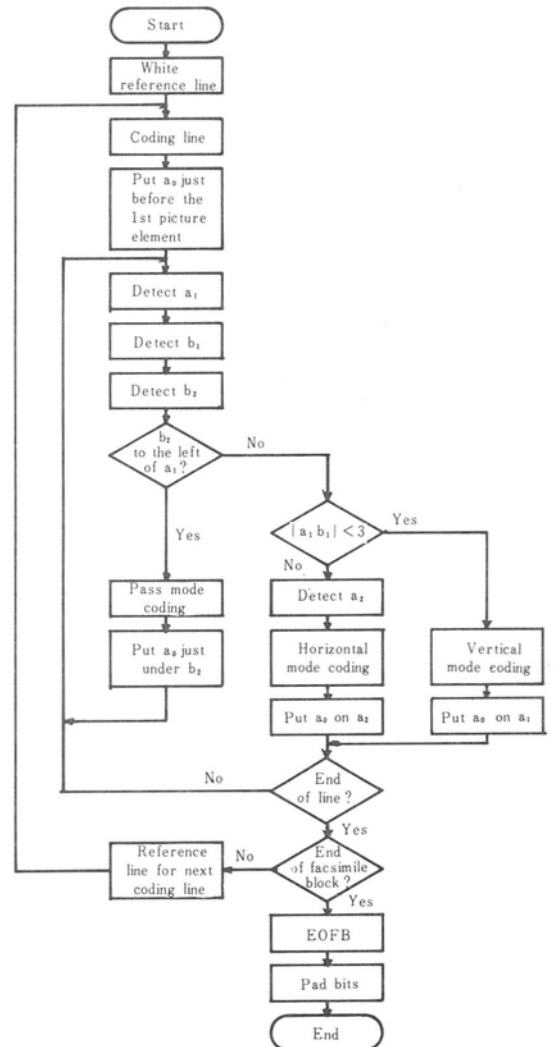 Start
White
reference line
Coding line
Put a₀ just
before the
1st picture
element
Detect a₁
Detect b₁
Detect b₂
b₂
to the left
of a₁?
No
Yes
|a₁b₁| <3
Yes
No
Pass mode
coding
Put a₀ just
under b₂
Detect a₂
Horizontal
mode coding
Put a₀ on a₂
Vertical
mode coding
Put a₀ on a₁
No
End
of line?
Yes
Reference
line for next
coding line
No
End
of facsimile
block?
Yes
EOFB
Pad bits
End